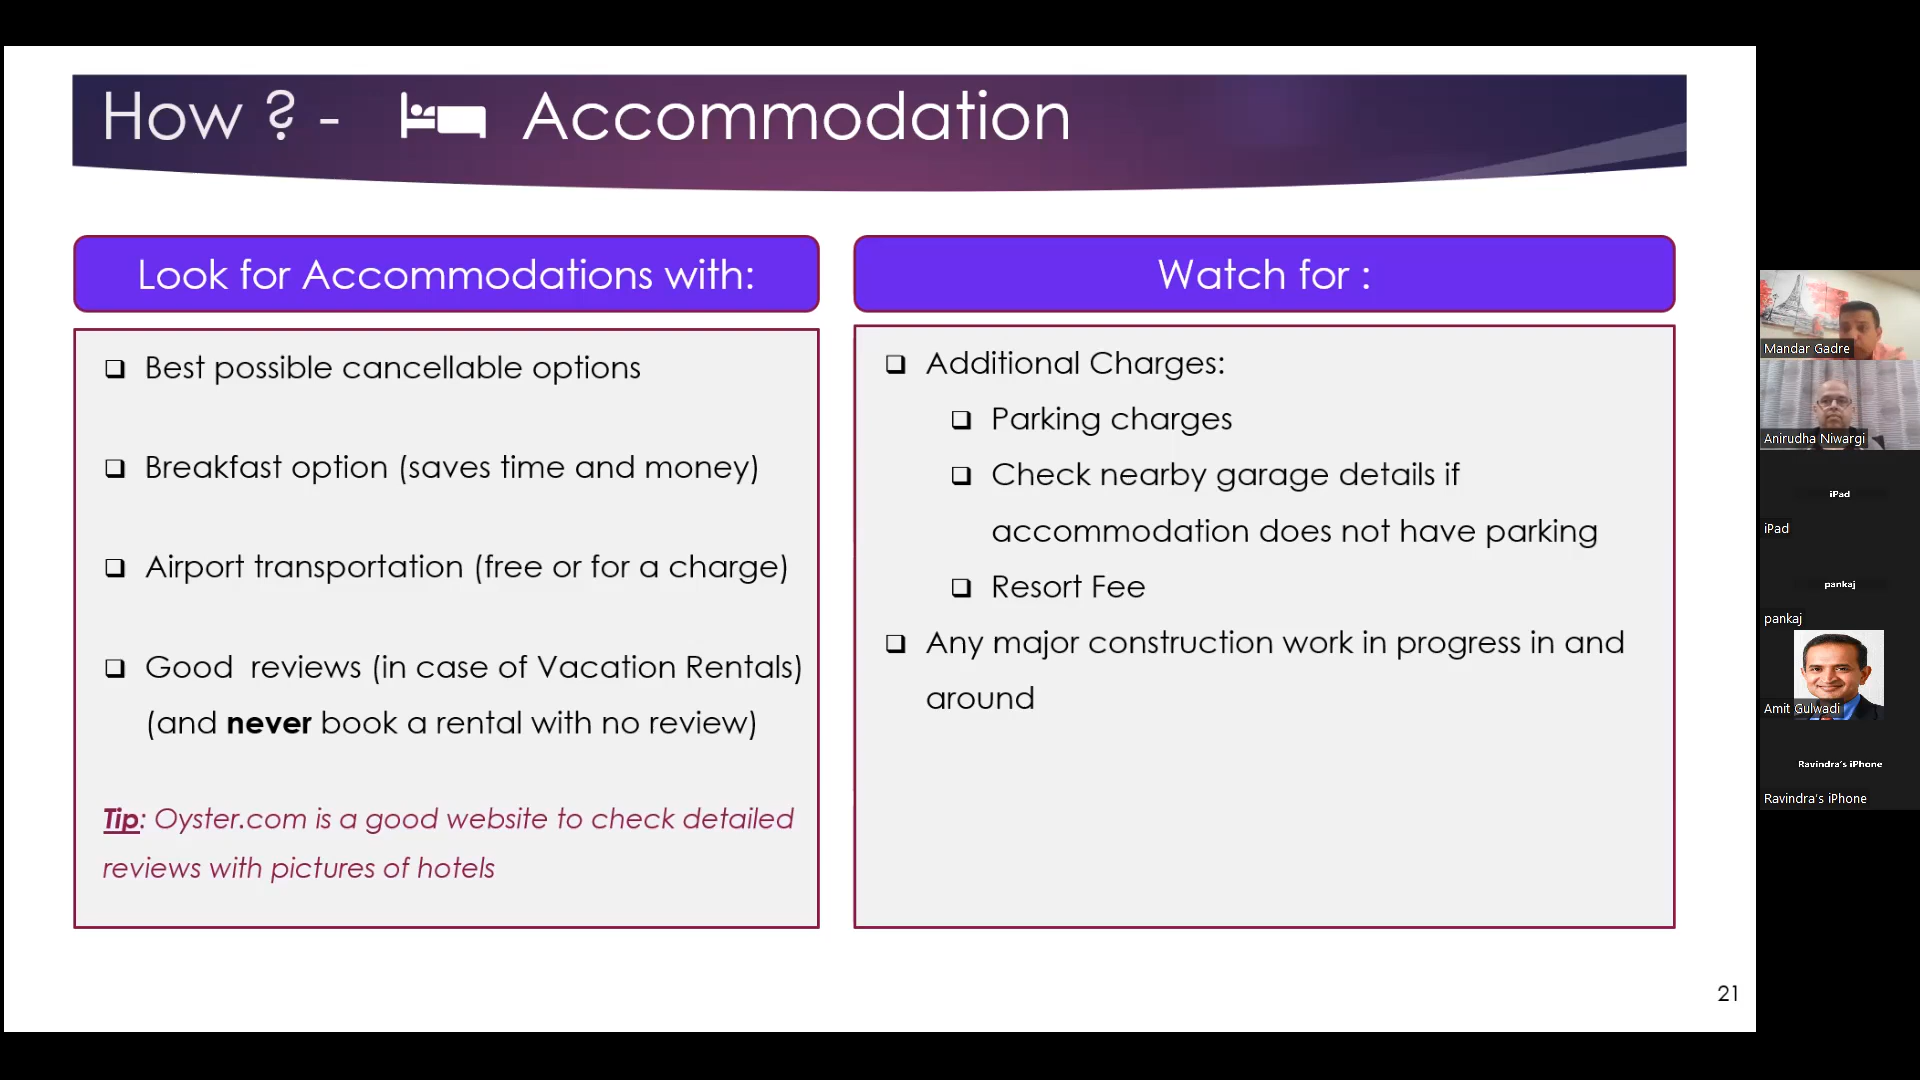 How ? - Accommodation
Look for Accommodations with:
❑ Best possible cancellable options
❑ Breakfast option (saves time and money)
❑ Airport transportation (free or for a charge)
❑ Good reviews (in case of Vacation Rentals)
(and never book a rental with no review)
Tip: Oyster.com is a good website to check detailed
reviews with pictures of hotels
Watch for :
❑ Additional Charges:
❑ Parking charges
❑ Check nearby garage details if
accommodation does not have parking
❑ Resort Fee
❑ Any major construction work in progress in and
around
21
Mandar Gadre
Anirudha Niwargi
iPad
iPad
pankaj
pankaj
Amit Gulwadi
Ravindra's iPhone
Ravindra's iPhone